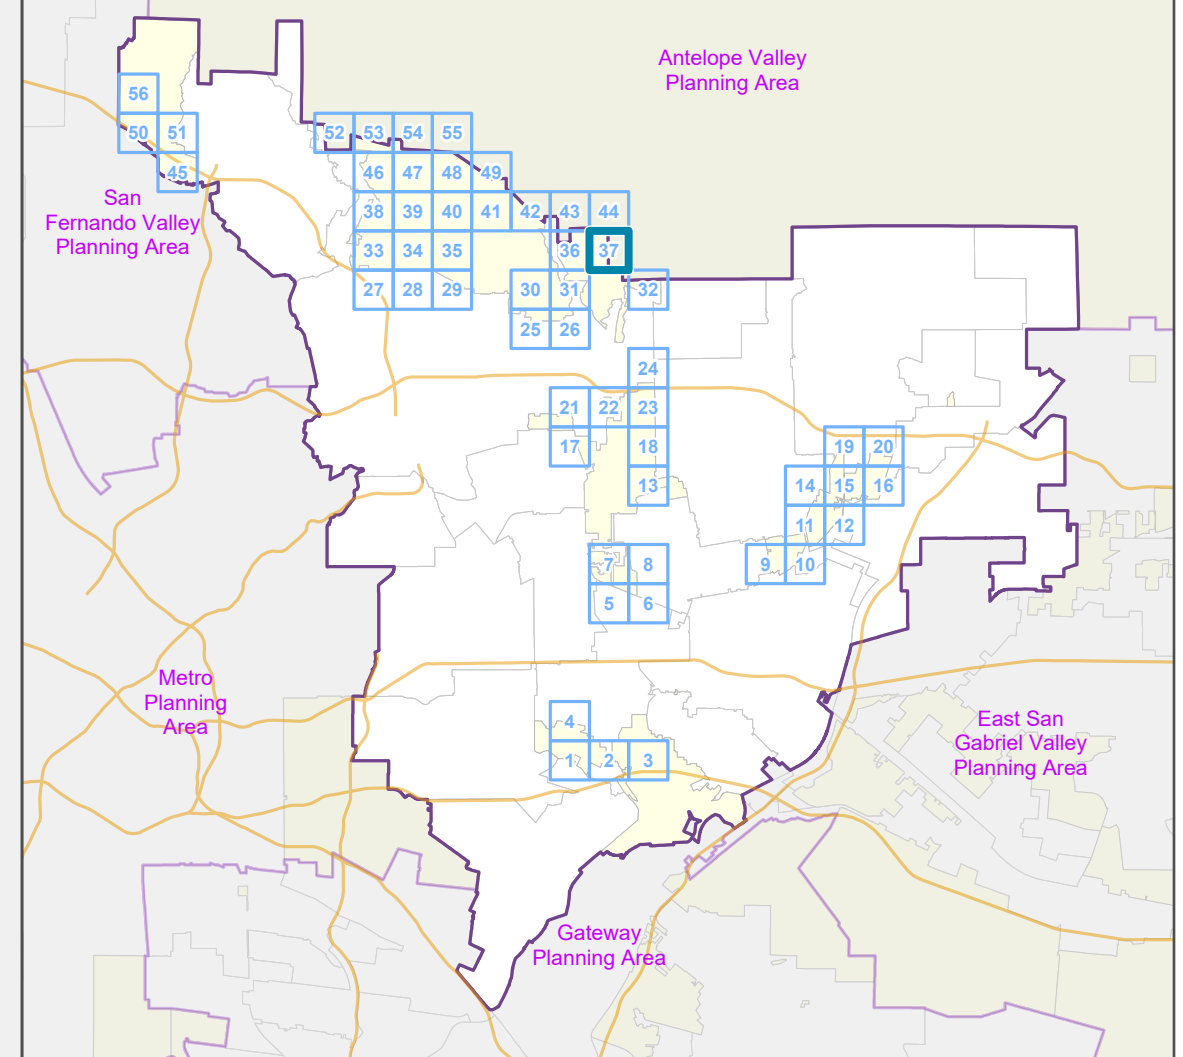 Antelope Valley
Planning Area
56
50 51
52 53 54 55
45
46 47 48 49
San
Fernando Valley
Planning Area
38 39 40 41 42 43 44
33 34 35 36 37
27 28 29 30 31 32
25 26
24
21 22 23
17 18 19 20
13 14 15 16
11 12
7 8 9 10
5 6
Metro
Planning
Area
4
East San
Gabriel Valley
Planning Area
1 2 3
Gateway
Planning Area